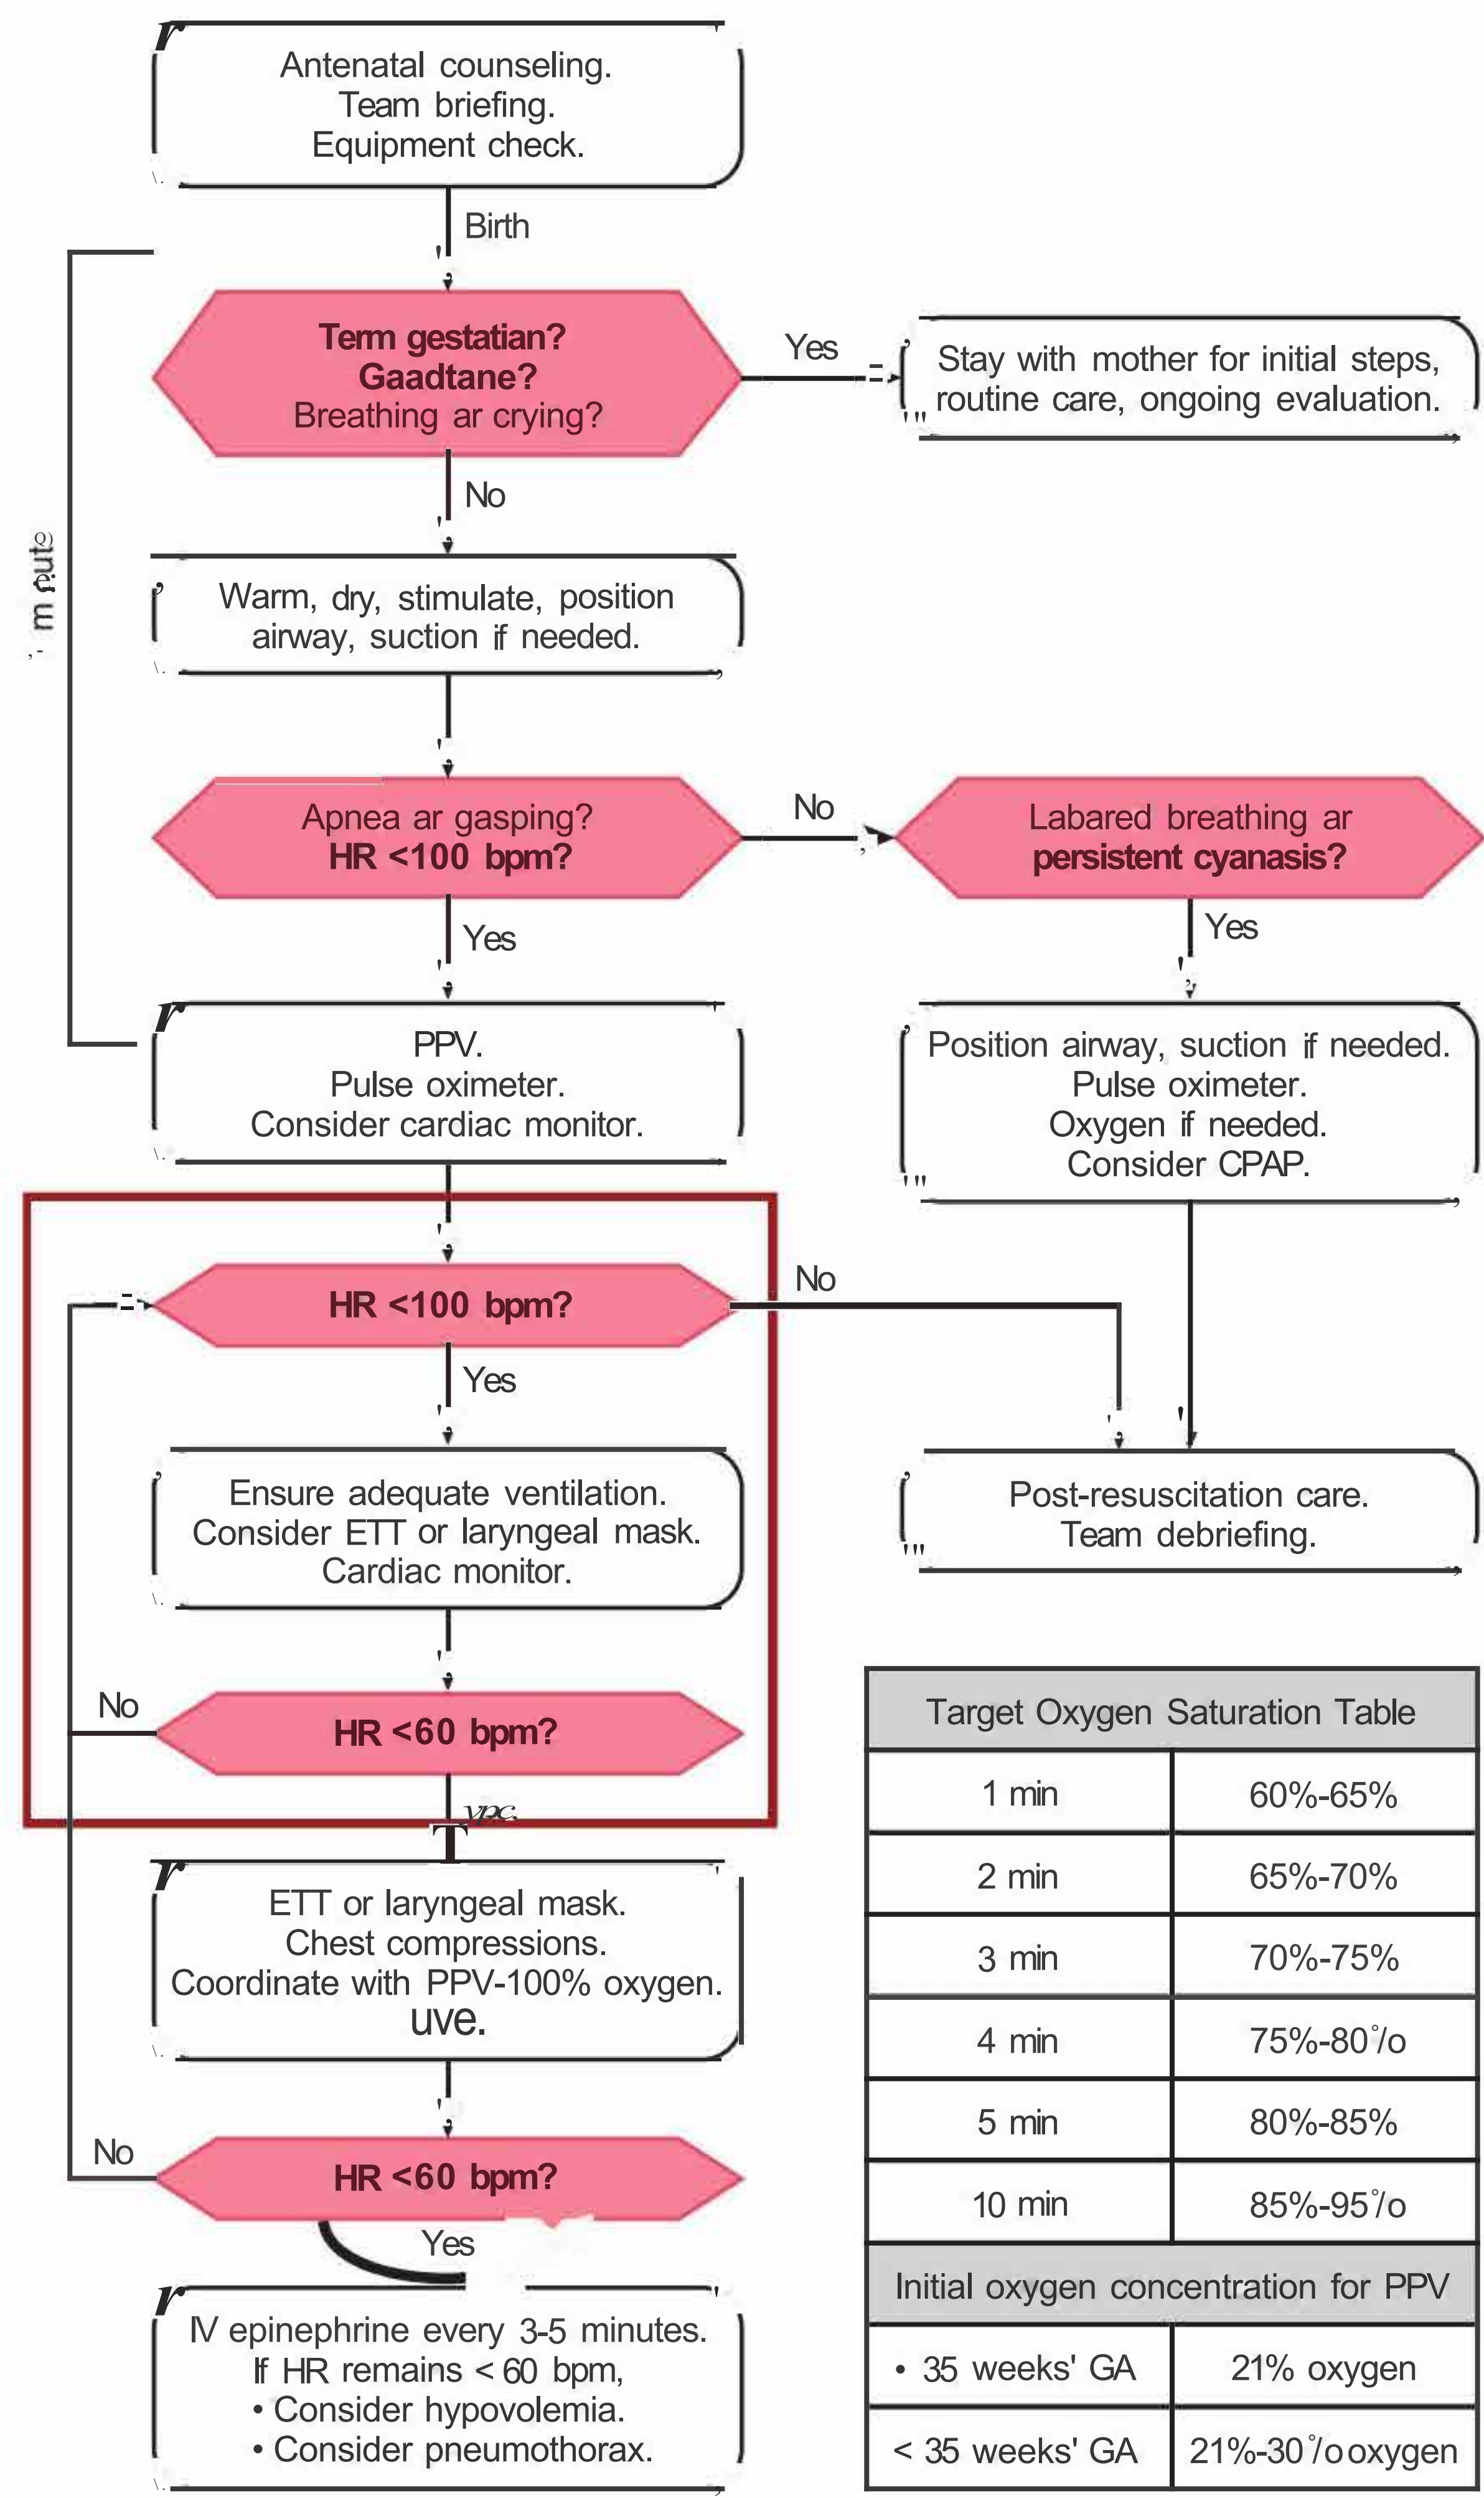 Antenatal counseling.
Team briefing.
Equipment check.
Birth
Term gestatian?
Gaadtane?
Breathing ar crying?
Yes
Stay with mother for initial steps,
routine care, ongoing evaluation.
No
Warm, dry, stimulate, position
airway, suction if needed.
Apnea ar gasping?
HR <100 bpm?
No
Labared breathing ar
persistent cyanasis?
Yes
Yes
PPV.
Pulse oximeter.
Consider cardiac monitor.
Position airway, suction if needed.
Pulse oximeter.
Oxygen if needed.
Consider CPAP.
HR <100 bpm?
No
Yes
Ensure adequate ventilation.
Consider ETT or laryngeal mask.
Cardiac monitor.
Post-resuscitation care.
Team debriefing.
No
HR <60 bpm?
ETT or laryngeal mask.
Chest compressions.
Coordinate with PPV-100% oxygen.
uve.
No
HR <60 bpm?
Yes
IV epinephrine every 3-5 minutes.
If HR remains < 60 bpm,
• Consider hypovolemia.
• Consider pneumothorax.
Target Oxygen Saturation Table
1 min 60%-65%
2 min 65%-70%
3 min 70%-75%
4 min 75%-80°/o
5 min 80%-85%
10 min 85%-95°/o
Initial oxygen concentration for PPV
• 35 weeks' GA 21% oxygen
< 35 weeks' GA 21%-30°/o oxygen